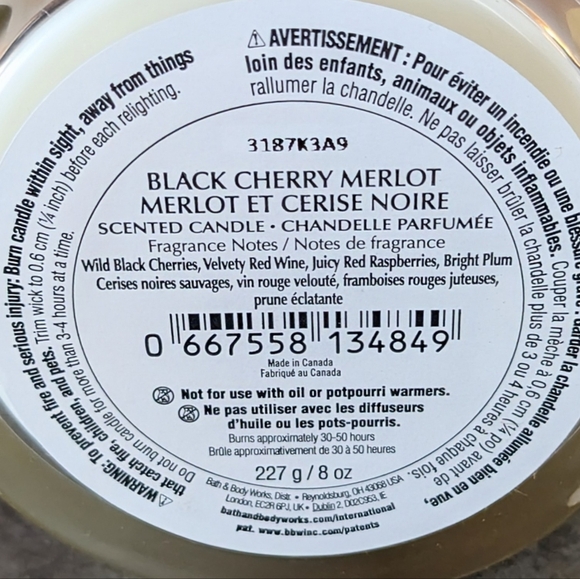 3187K3A9
BLACK CHERRY MERLOT
MERLOT ET CERISE NOIRE
SCENTED CANDLE • CHANDELLE PARFUMÉE
Fragrance Notes / Notes de fragrance
Wild Black Cherries, Velvety Red Wine, Juicy Red Raspberries, Bright Plum
Cerises noires sauvages, vin rouge velouté, framboises rouges juteuses,
prune éclatante
0 667558 134849
Made in Canada
Fabriqué au Canada
Not for use with oil or potpourri warmers.
Ne pas utiliser avec les diffuseurs
d'huile ou les pots-pourris.
Burns approximately 30-50 hours
Brûle approximativement de 30 à 50 heures
227 g / 8 oz
Bath & Body Works, Distr. • Reynoldsburg, OH 43068 USA
London, EC2R 6PJ, UK • Dublin 2, D02C953, IE
bathandbodyworks.com/international
pat. www.bbwinc.com/patents
WARNING: To prevent fire and serious injury: Burn candle within sight, away from things
that catch fire, children, and pets. Trim wick to 0.6 cm (¼ inch) before each relighting.
Do not burn candle for more than 3-4 hours at a time.
AVERTISSEMENT : Pour éviter un incendie ou une blessure garder la chandelle allumée bien en vue,
loin des enfants, animaux ou objets inflammables. Couper la mèche à 0,6 cm (¼ po) avant de
rallumer la chandelle. Ne pas laisser brûler la chandelle plus de 3 ou 4 heures à chaque fois.